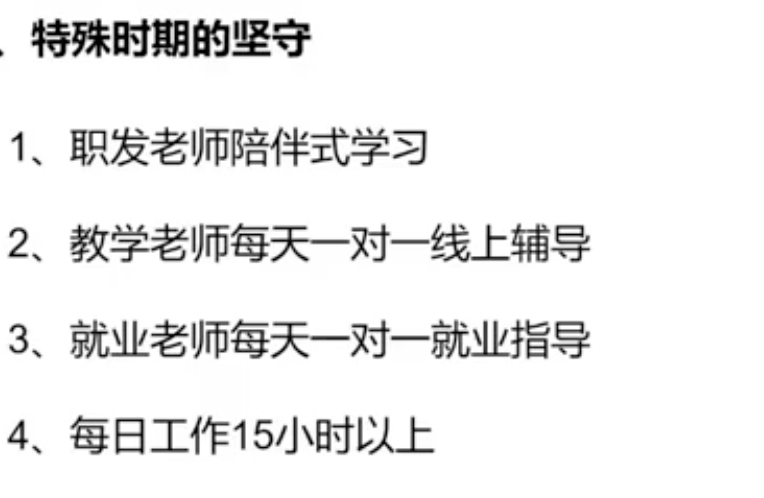 、特殊时期的坚守
1、职发老师陪伴式学习
2、教学老师每天一对一线上辅导
3、就业老师每天一对一就业指导
4、每日工作15小时以上